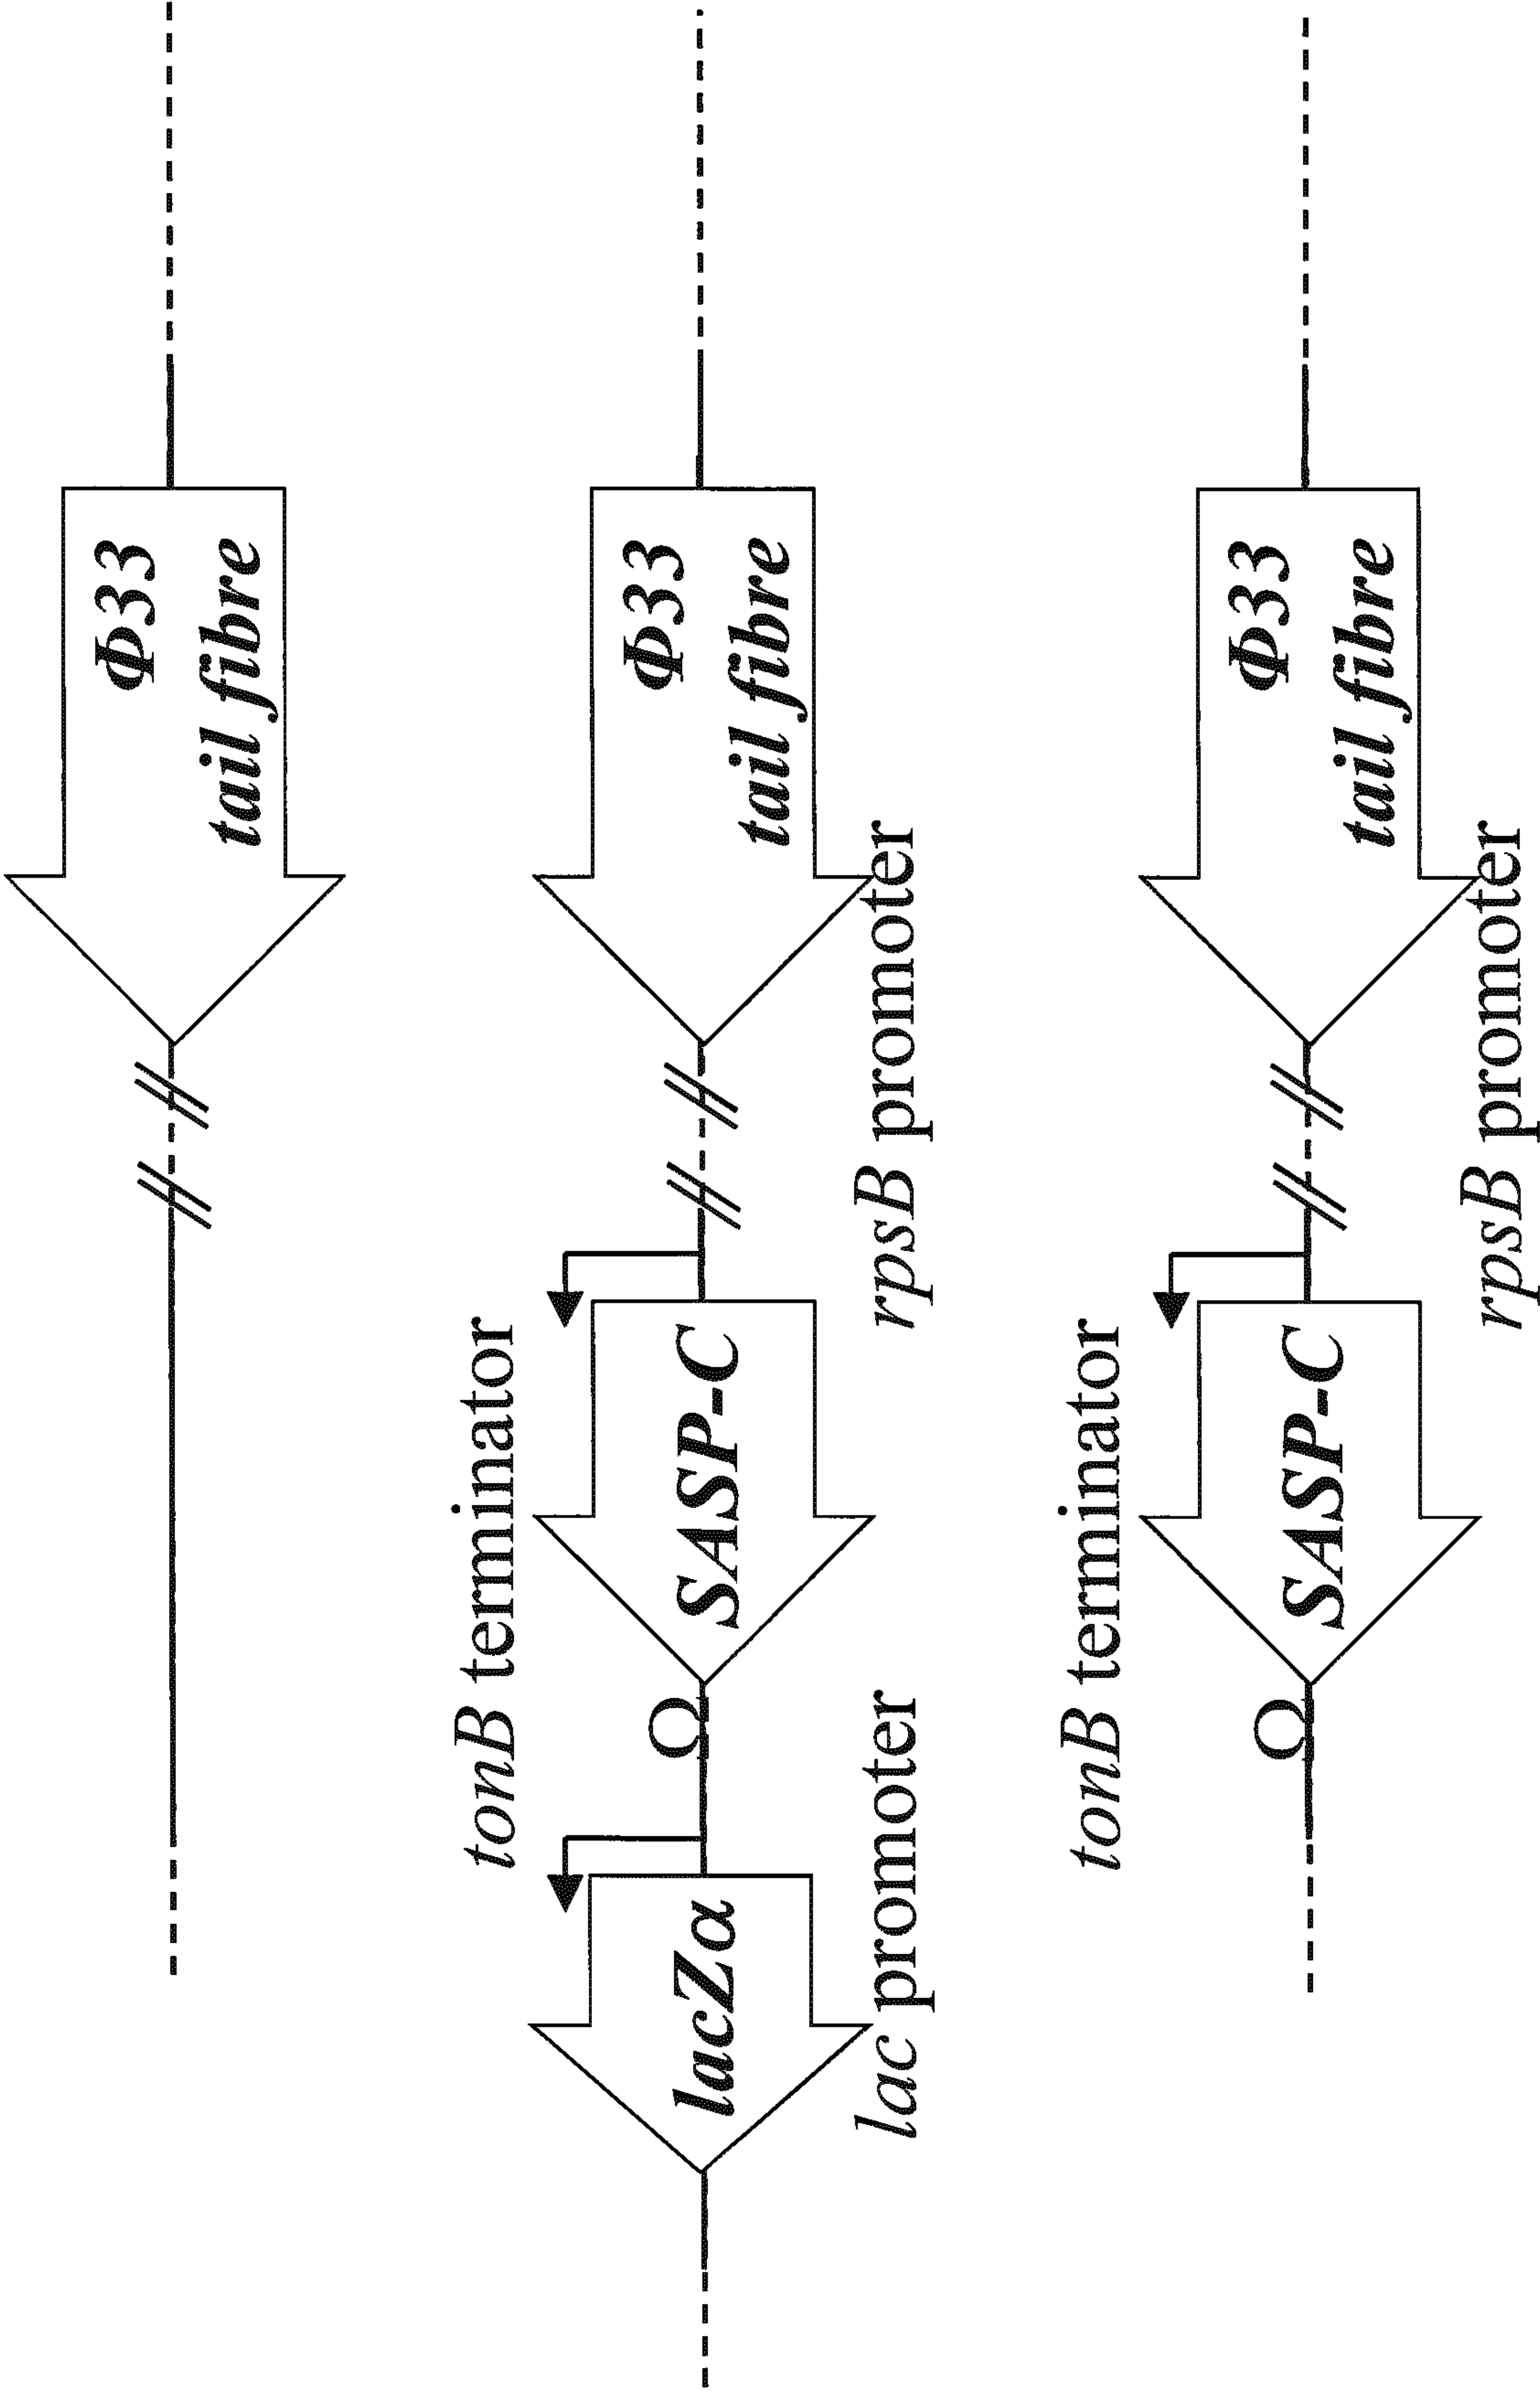 Φ33
tail fibre
tonB terminator
lacZα
SASP-C
Φ33
tail fibre
lac promoter
rpsB promoter
tonB terminator
SASP-C
Φ33
tail fibre
rpsB promoter